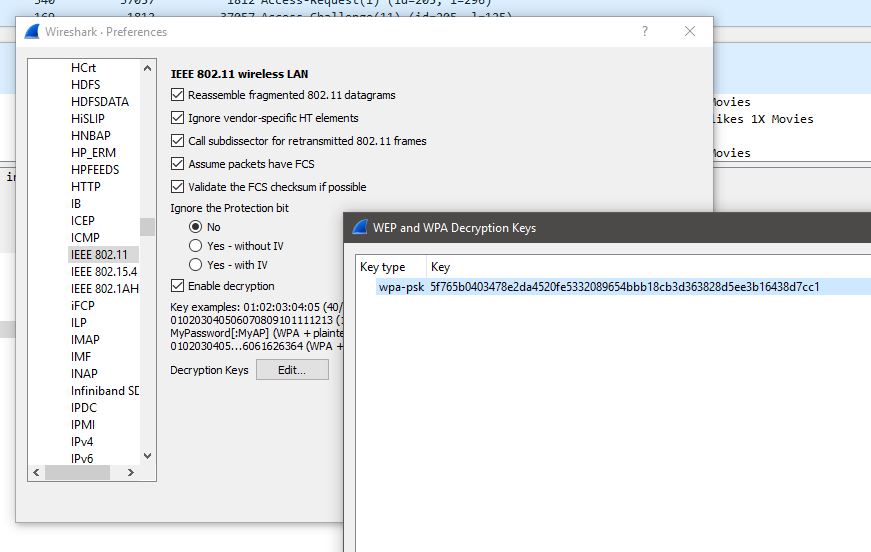 340 57057 1812 Access-Request(1) (id=205, l=296)
169 1812 37057 Access-Challenge(11) (id=205, l=125)
Wireshark · Preferences
?
HCrt
HDFS
HDFSDATA
HiSLIP
HNBAP
HP_ERM
HPFEEDS
HTTP
IB
ICEP
ICMP
IEEE 802.11
IEEE 802.15.4
IEEE 802.1AH
iFCP
ILP
IMAP
IMF
INAP
Infiniband SD
IPDC
IPMI
IPv4
IPv6
IEEE 802.11 wireless LAN
Reassemble fragmented 802.11 datagrams
Ignore vendor-specific HT elements
Call subdissector for retransmitted 802.11 frames
Assume packets have FCS
Validate the FCS checksum if possible
Ignore the Protection bit
No
Yes - without IV
Yes - with IV
Enable decryption
Key examples: 01:02:03:04:05 (40/
010203040506070809101111213 (1
MyPassword[:MyAP] (WPA + plainte
0102030405...6061626364 (WPA +
Decryption Keys Edit...
Movies
likes 1X Movies
Movies
in
WEP and WPA Decryption Keys
Key type Key
wpa-psk 5f765b0403478e2da4520fe5332089654bbb18cb3d363828d5ee3b16438d7cc1